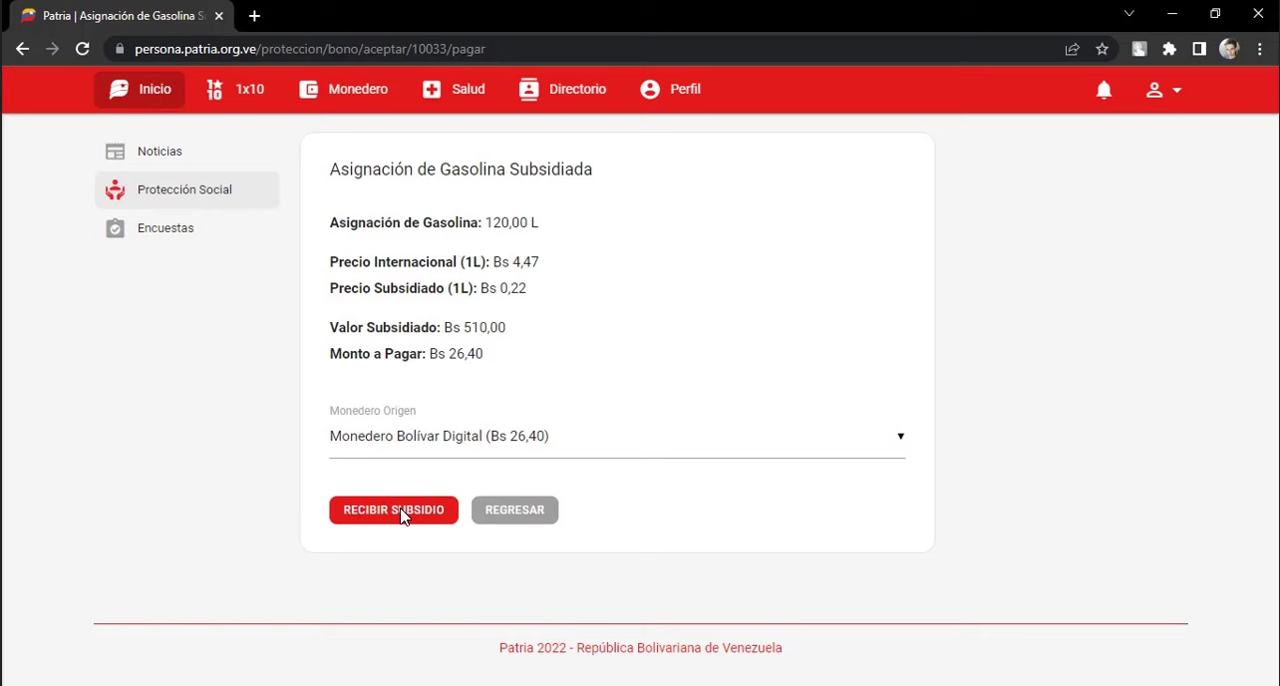 Patria | Asignación de Gasolina S
persona.patria.org.ve/proteccion/bono/aceptar/10033/pagar
Inicio
1x10
Monedero
Salud
Directorio
Perfil
Noticias
Protección Social
Encuestas
Asignación de Gasolina Subsidiada
Asignación de Gasolina: 120,00 L
Precio Internacional (1L): Bs 4,47
Precio Subsidiado (1L): Bs 0,22
Valor Subsidiado: Bs 510,00
Monto a Pagar: Bs 26,40
Monedero Origen
Monedero Bolívar Digital (Bs 26,40)
RECIBIR SUBSIDIO
REGRESAR
Patria 2022 - República Bolivariana de Venezuela